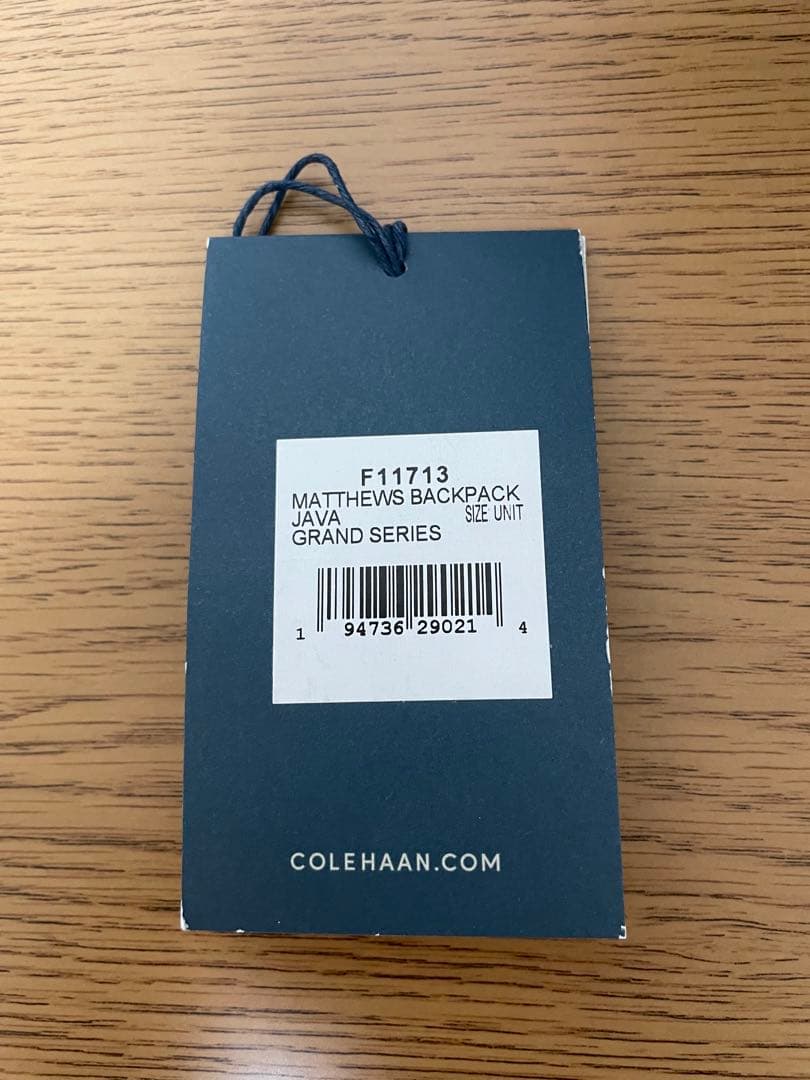 F11713
MATTHEWS BACKPACK
JAVA SIZE UNIT
GRAND SERIES
1 94736 29021 4
COLEHAAN.COM